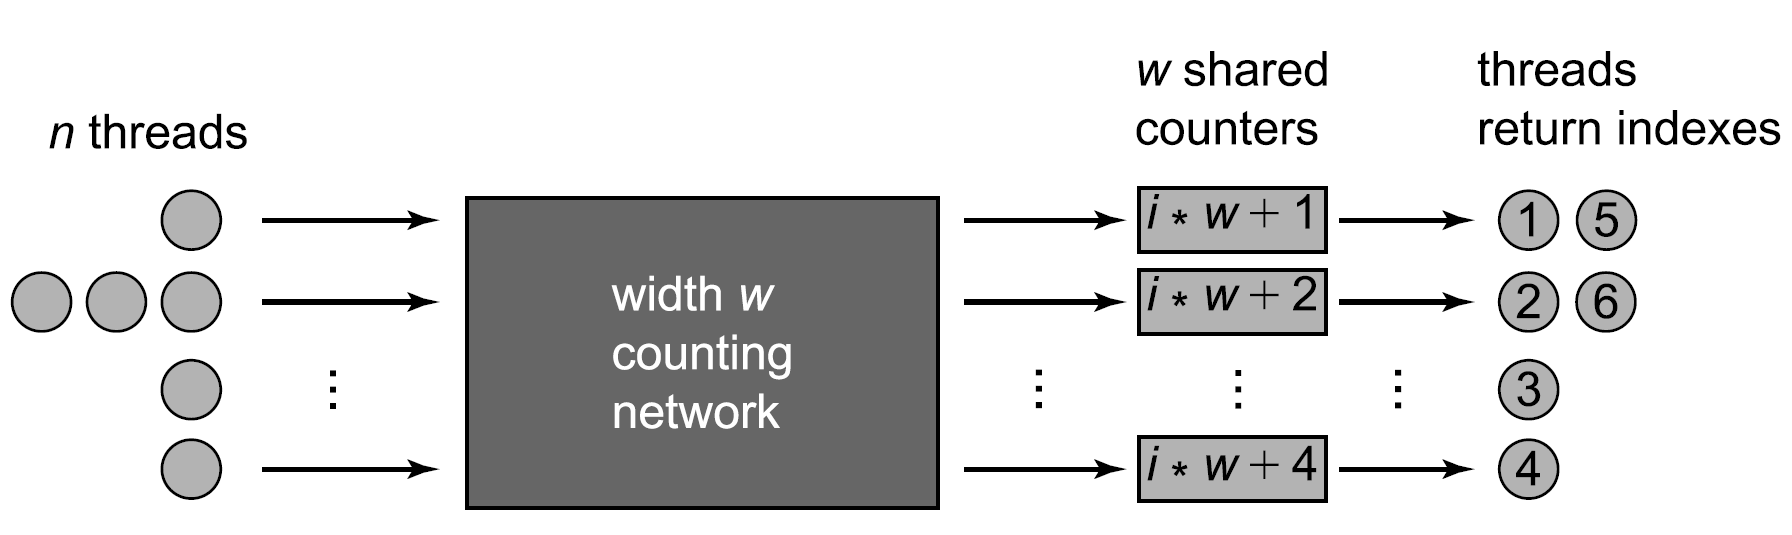 w shared
counters
threads
return indexes
n threads
width w
counting
network
i * w + 1
i * w + 2
⋮
⋮
⋮
⋮
i * w + 4
1 5
2 6
3
4